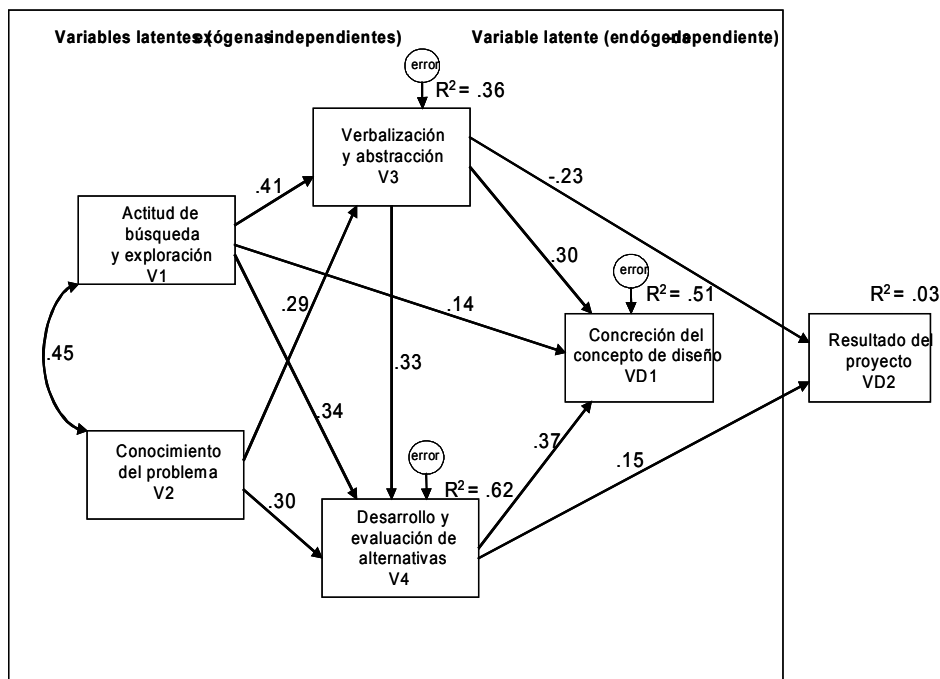 Variables latentes (exógenas independientes)
Variable latente (endógena-dependiente)
error
R² = .36
Verbalización
y abstracción
V3
-.23
.41
Actitud de
búsqueda
y exploración
V1
.30
error
R² = .51
R² = .03
.29
.14
Concreción del
concepto de diseño
VD1
Resultado del
proyecto
VD2
.45
.33
.34
Conocimiento
del problema
V2
error
.37
.15
R² = .62
.30
Desarrollo y
evaluación de
alternativas
V4